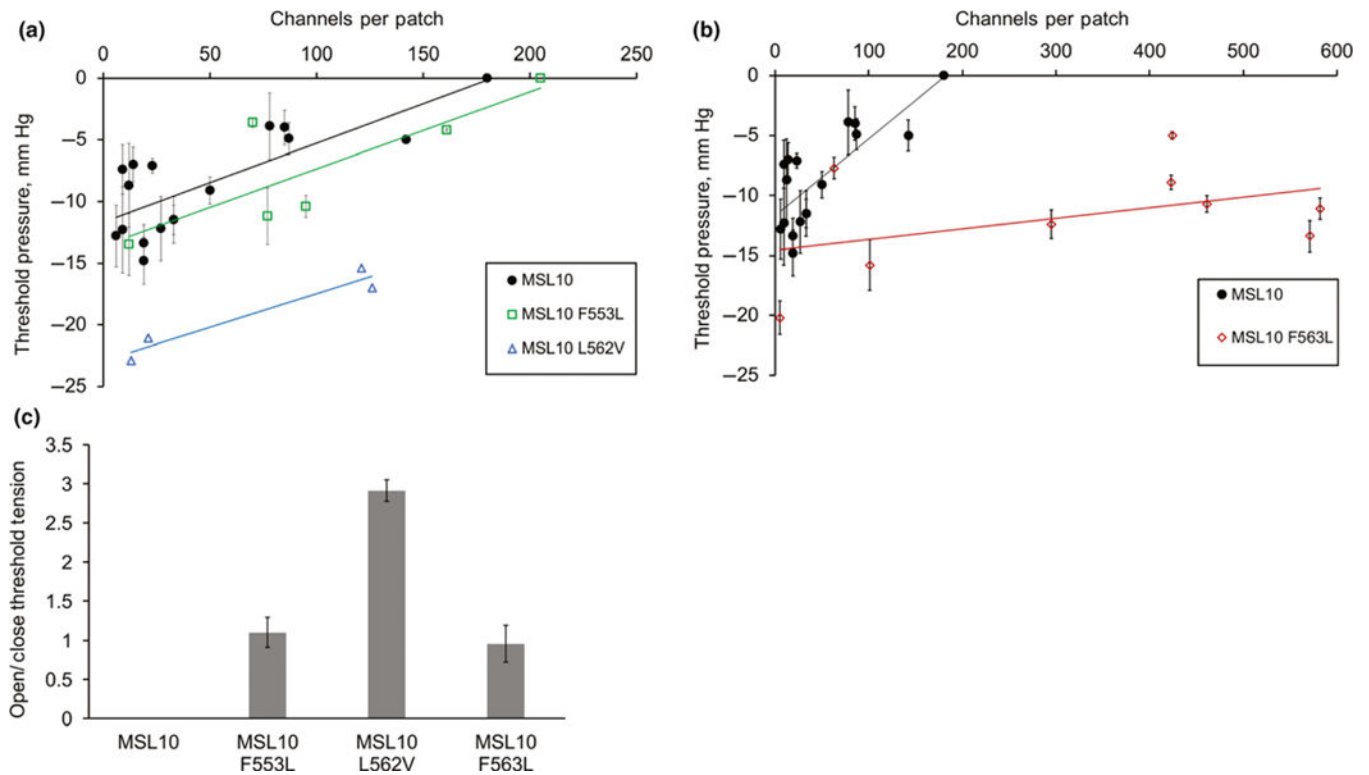 (a)
Channels per patch
0 50 100 150 200 250
Threshold pressure, mm Hg
0
–5
–10
–15
–20
–25
MSL10
MSL10 F553L
MSL10 L562V
(b)
Channels per patch
0 100 200 300 400 500 600
Threshold pressure, mm Hg
0
–5
–10
–15
–20
–25
MSL10
MSL10 F563L
(c)
Open/ close threshold tension
3.5
3
2.5
2
1.5
1
0.5
0
MSL10 MSL10 MSL10 MSL10
F553L L562V F563L